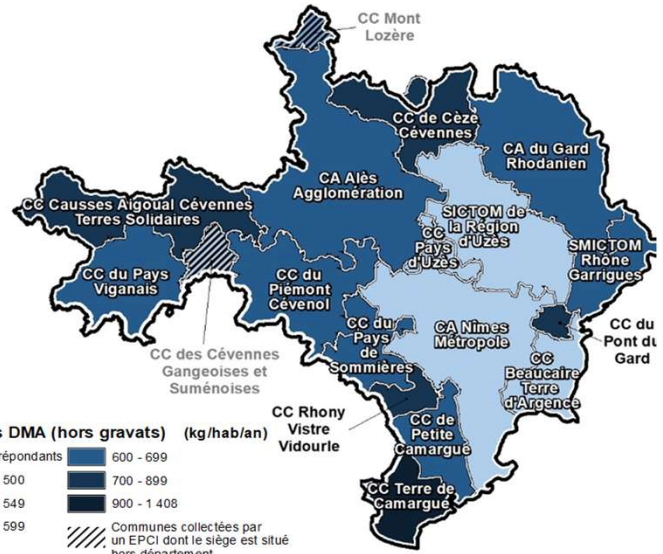 CC Mont
Lozère
CC de Cèze
Cévennes
CA du Gard
Rhodanien
CA Alès
Agglomération
CC Causses Aigoual Cévennes
Terres Solidaires
SICTOM de
la Région
d'Uzès
CC
Pays
d'Uzès
SMICTOM
Rhône
Garrigues
CC du Pays
Viganais
CC du
Piémont
Cévenol
CC du
Pays
de
Sommières
CA Nîmes
Métropole
CC du
Pont du
Gard
CC des Cévennes
Gangeoises et
Suménoises
CC
Beaucaire
Terre
d'Argence
CC Rhony
Vistre
Vidourle
CC de
Petite
Camargue
CC Terre de
Camargue
DMA (hors gravats) (kg/hab/an)
répondants
600 - 699
500
700 - 899
549
900 - 1 408
599
Communes collectées par
un EPCI dont le siège est situé
hors département